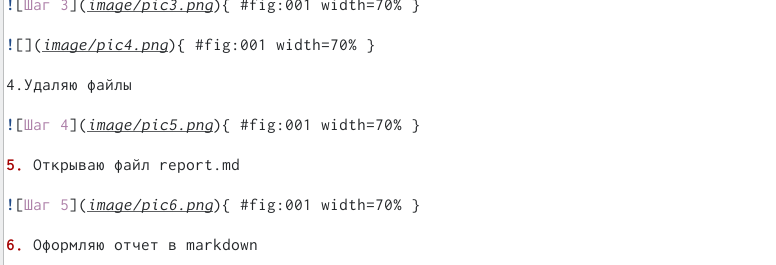 ![Шаг 3](image/pic3.png){ #fig:001 width=70% }
![](image/pic4.png){ #fig:001 width=70% }
4.Удаляю файлы
![Шаг 4](image/pic5.png){ #fig:001 width=70% }
5. Открываю файл report.md
![Шаг 5](image/pic6.png){ #fig:001 width=70% }
6. Оформляю отчет в markdown